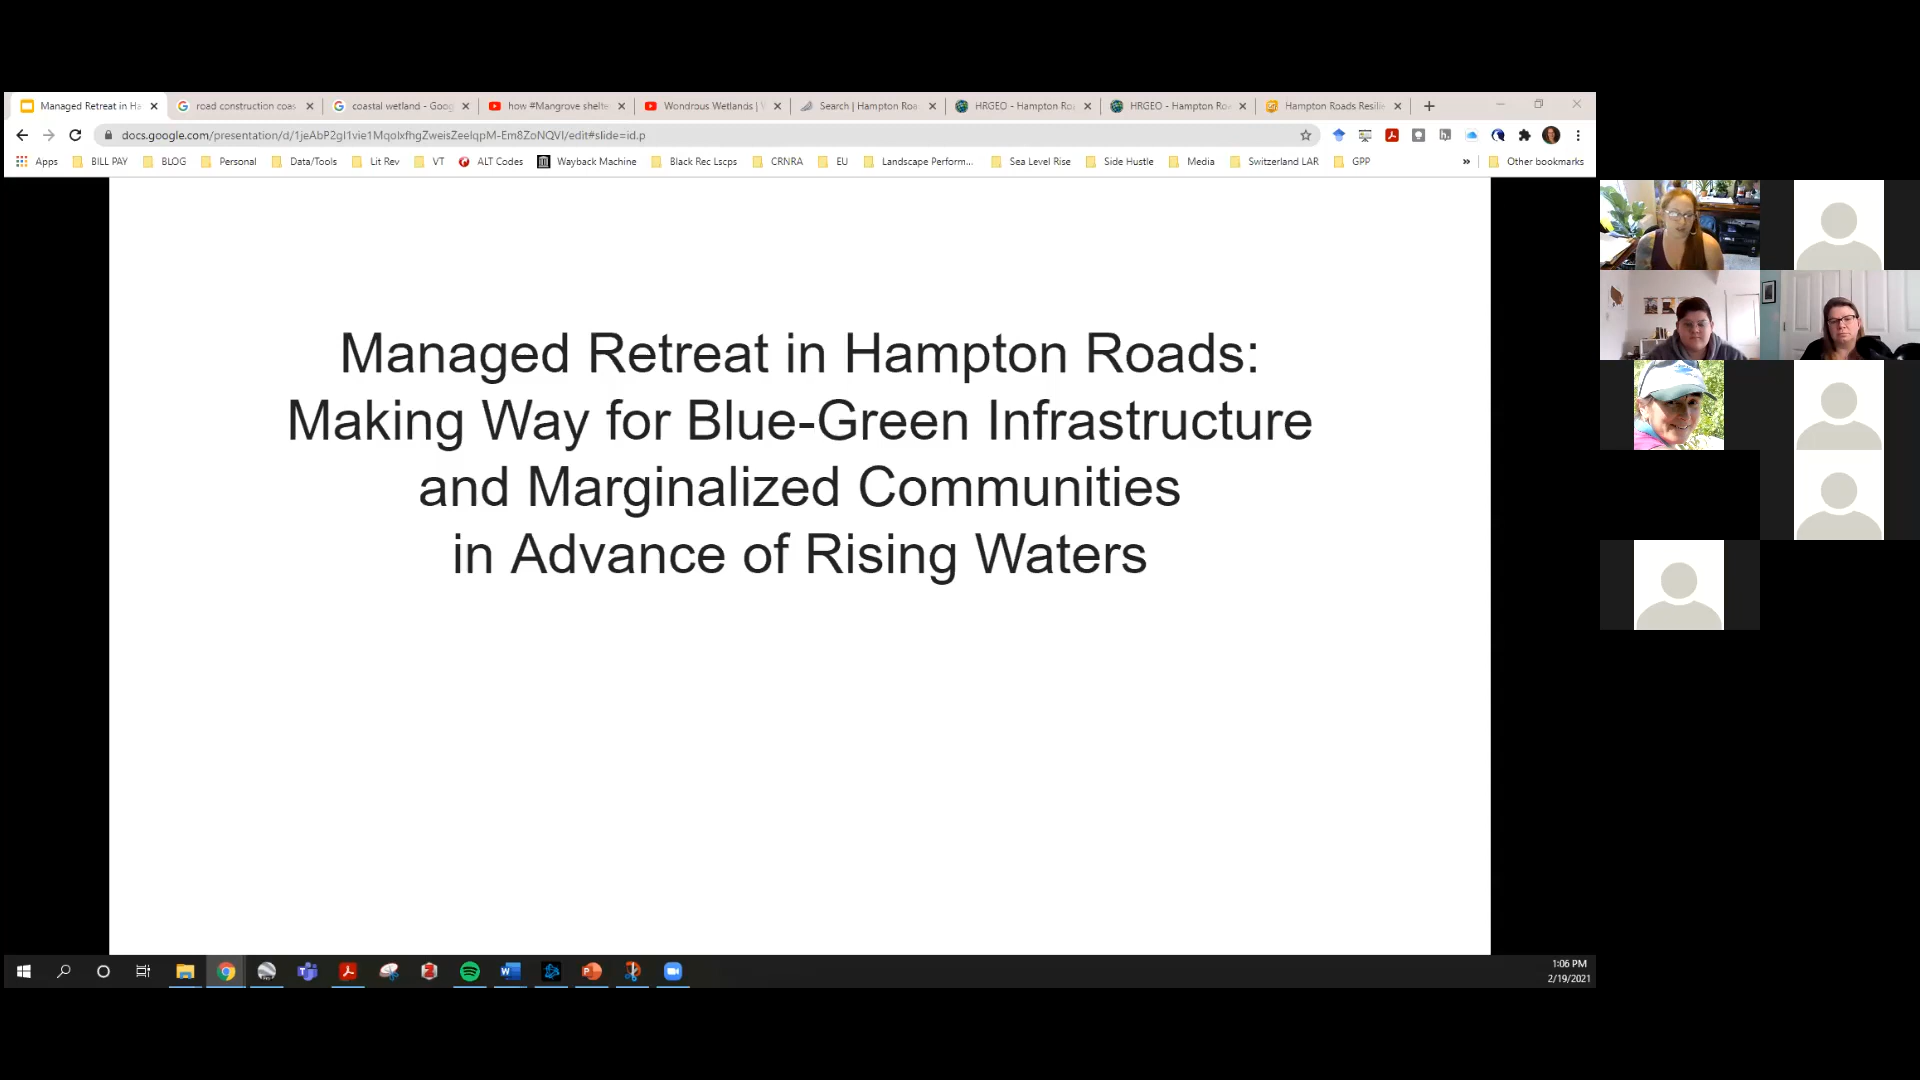 Managed Retreat in Ha
road construction coas
coastal wetland - Goog
how #Mangrove shelte
Wondrous Wetlands |
Search | Hampton Roa
HRGEO - Hampton Ro
HRGEO - Hampton Ro
Hampton Roads Resilie
docs.google.com/presentation/d/1jeAbP2gI1vie1MqolxfhgZweisZeeIqpM-Em8ZoNQVI/edit#slide=id.p
Apps
BILL PAY
BLOG
Personal
Data/Tools
Lit Rev
VT
ALT Codes
Wayback Machine
Black Rec Lscps
CRNRA
EU
Landscape Perform...
Sea Level Rise
Side Hustle
Media
Switzerland LAR
GPP
»
Other bookmarks
Managed Retreat in Hampton Roads:
Making Way for Blue-Green Infrastructure
and Marginalized Communities
in Advance of Rising Waters
1:06 PM
2/19/2021